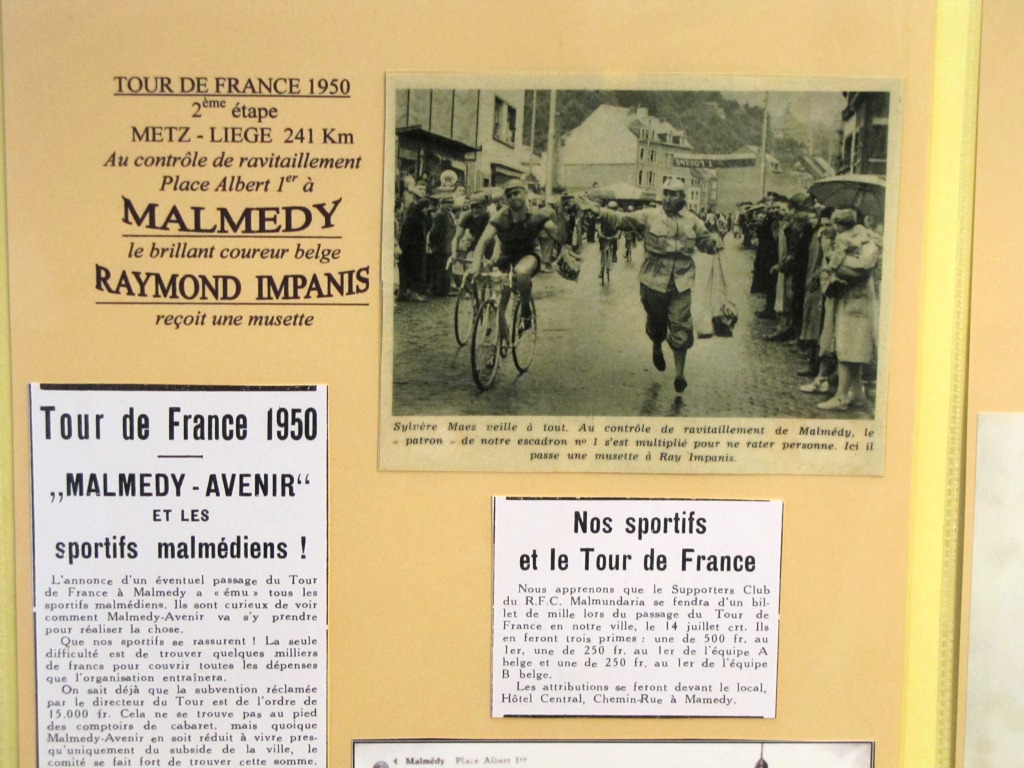 TOUR DE FRANCE 1950
2ème étape
METZ - LIEGE 241 Km
Au contrôle de ravitaillement
Place Albert 1er à
MALMEDY
le brillant coureur belge
RAYMOND IMPANIS
reçoit une musette
Sylvère Maes veille à tout. Au contrôle de ravitaillement de Malmédy, le
« patron » de notre escadron nº 1 s'est multiplié pour ne rater personne. Ici il
passe une musette à Ray Impanis.
Tour de France 1950
„MALMEDY - AVENIR“
ET LES
sportifs malmédiens !
L'annonce d'un éventuel passage du Tour
de France à Malmedy a « ému » tous les
sportifs malmédiens. Ils sont curieux de voir
comment Malmedy-Avenir va s'y prendre
pour réaliser la chose.
Que nos sportifs se rassurent ! La seule
difficulté est de trouver quelques milliers
de francs pour couvrir toutes les dépenses
que l'organisation entraînera.
On sait déjà que la subvention réclamée
par le directeur du Tour est de l'ordre de
15.000 fr. Cela ne se trouve pas au pied
des comptoirs de cabaret, mais quoique
Malmedy-Avenir en soit réduit à vivre pres-
qu'uniquement du subside de la ville, le
comité se fait fort de trouver cette somme.
Nos sportifs
et le Tour de France
Nous apprenons que le Supporters Club
du R.F.C. Malmundaria se fendra d'un bil-
let de mille lors du passage du Tour de
France en notre ville, le 14 juillet crt. Ils
en feront trois primes : une de 500 fr. au
1er, une de 250 fr. au 1er de l'équipe A
belge et une de 250 fr. au 1er de l'équipe
B belge.
Les attributions se feront devant le local,
Hôtel Central, Chemin-Rue à Mamedy.
4 Malmédy Place Albert 1er